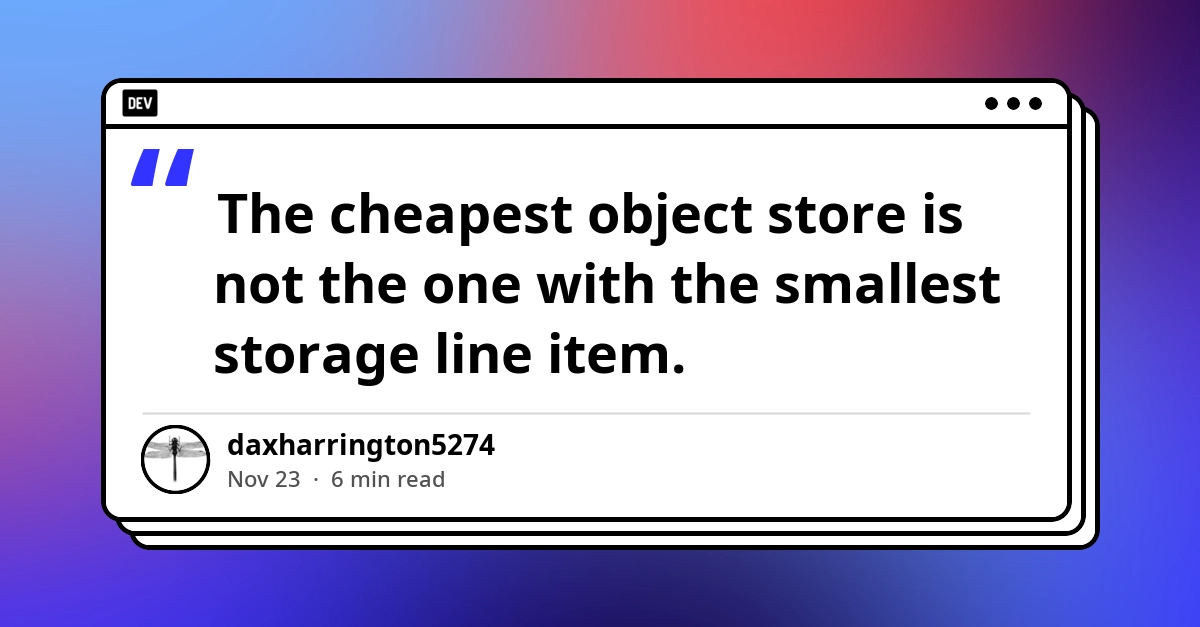 DEV
“ The cheapest object store is
not the one with the smallest
storage line item.
daxharrington5274
Nov 23 · 6 min read